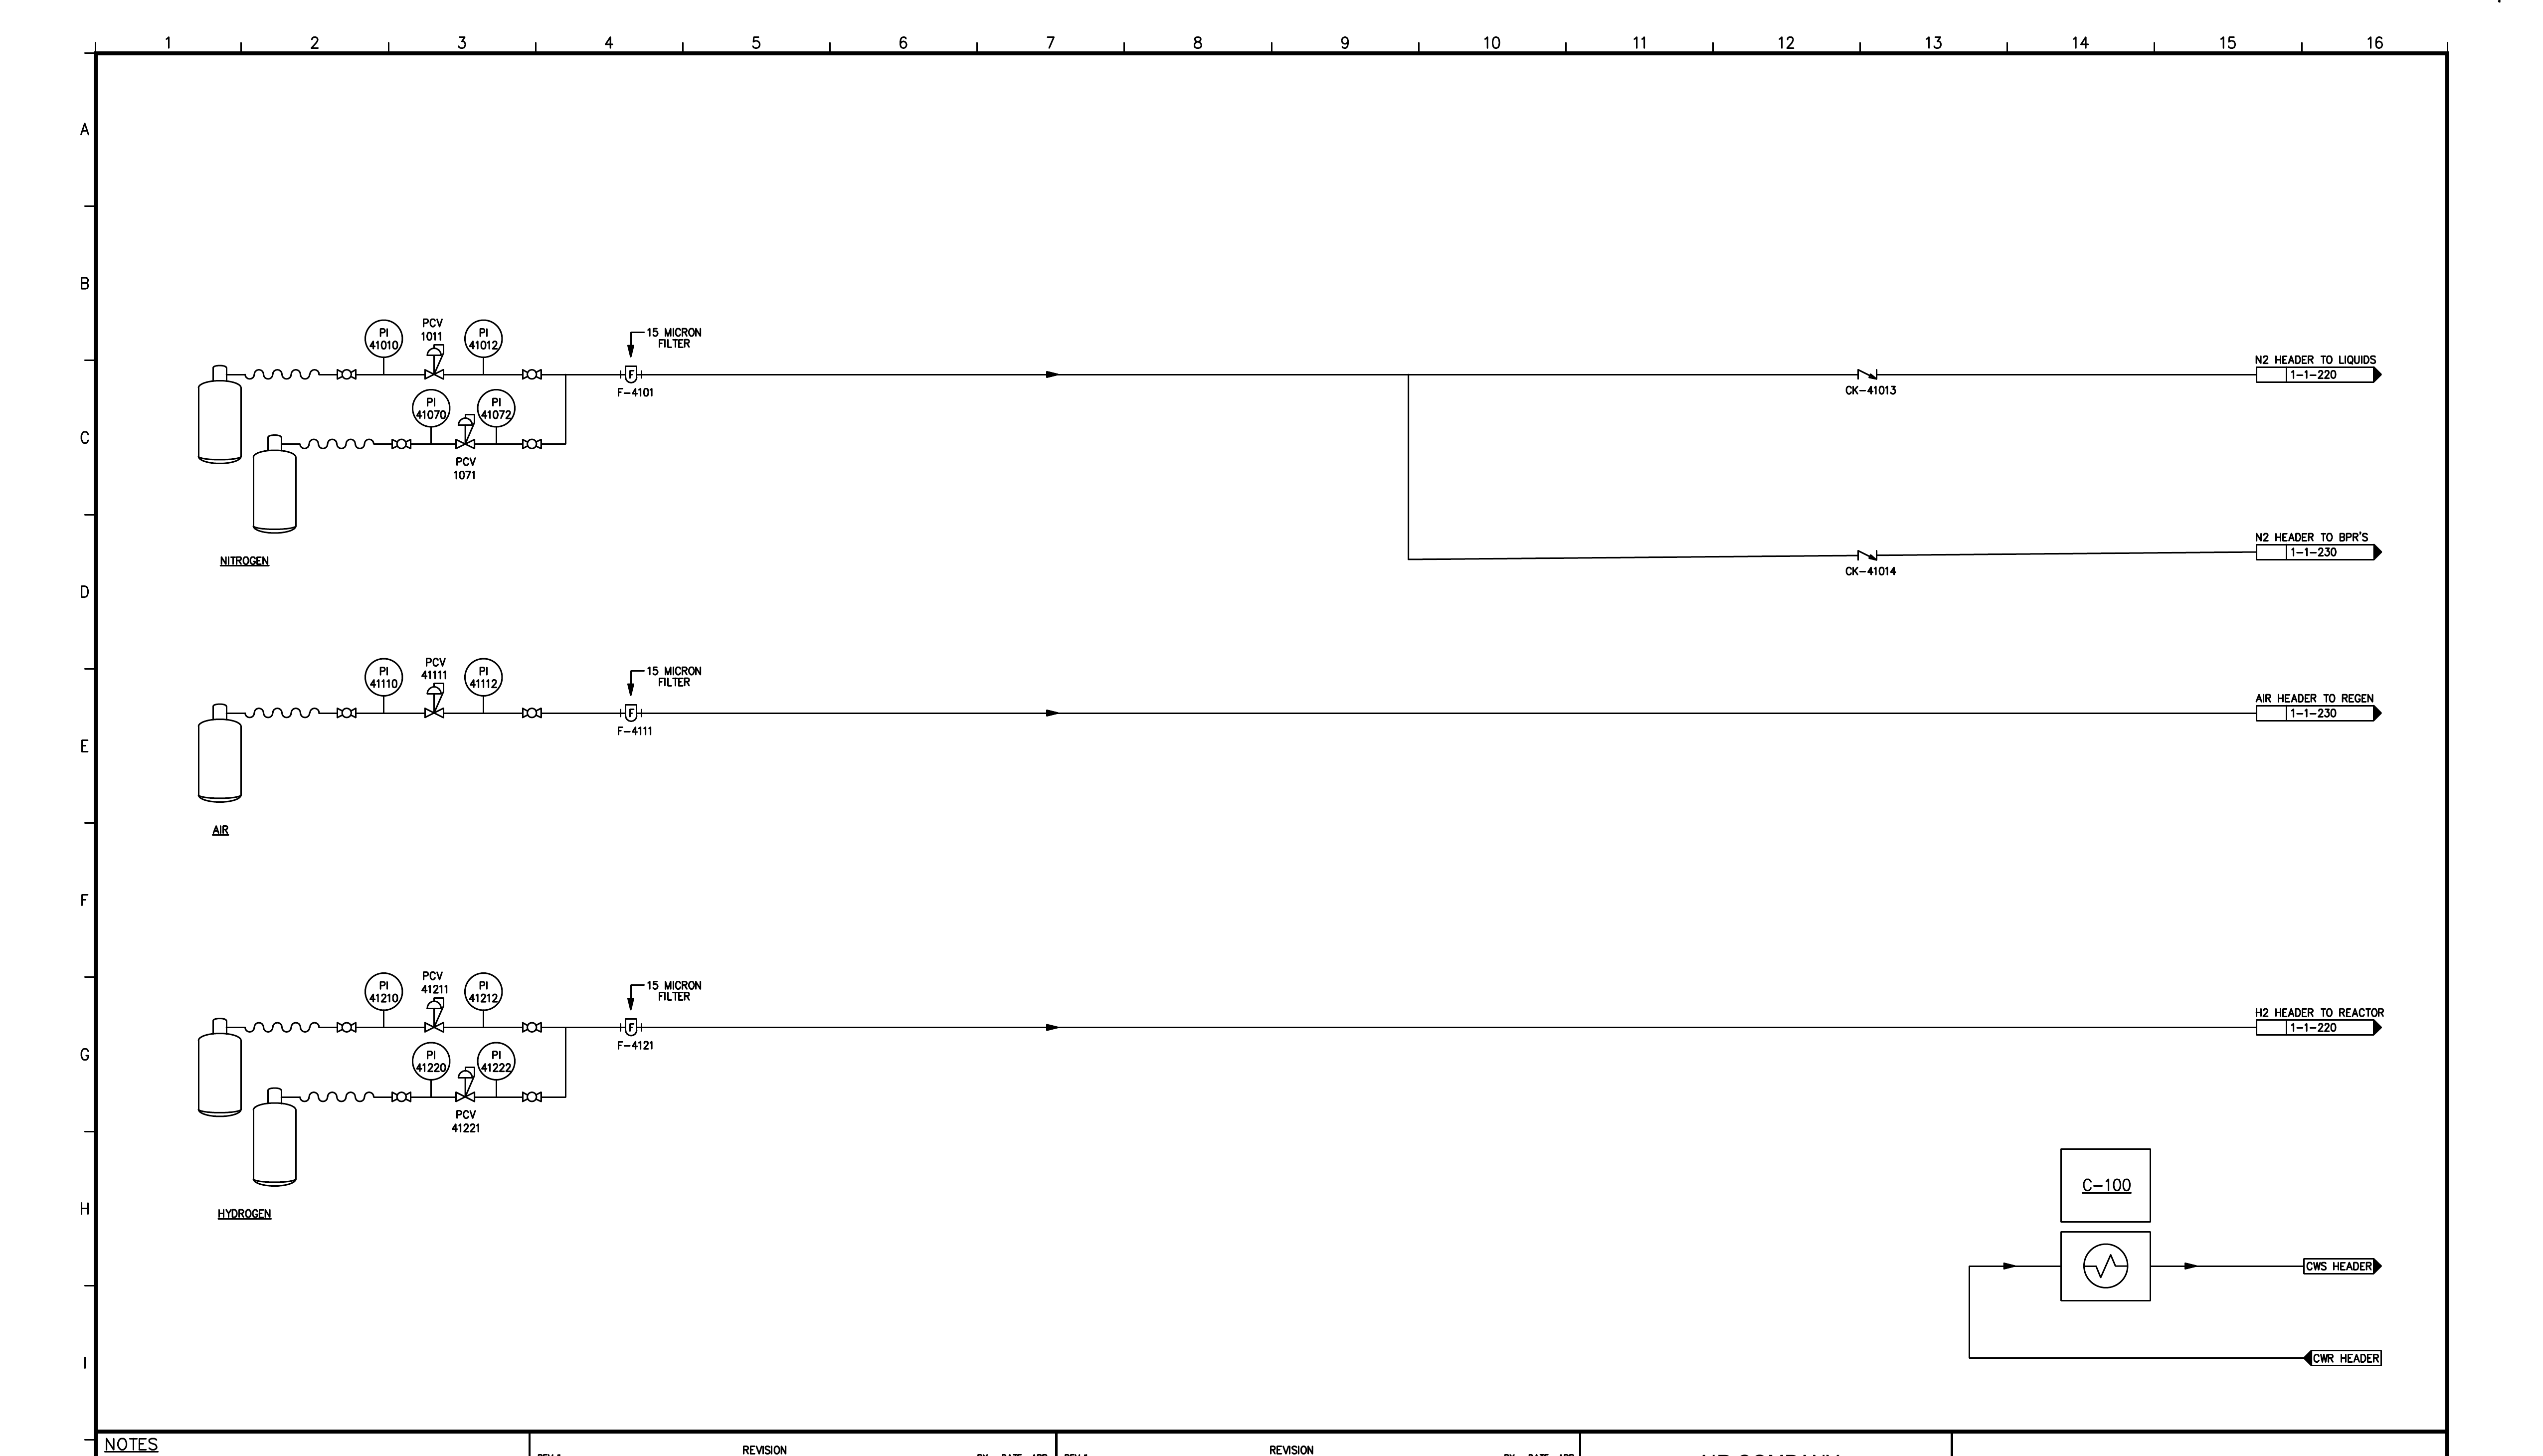 1 2 3 4 5 6 7 8 9 10 11 12 13 14 15 16
A
B
C
D
E
F
G
H
I
PI
41010
PCV
1011
PI
41012
15 MICRON
FILTER
F-4101
CK-41013
N2 HEADER TO LIQUIDS
1-1-220
PI
41070
PI
41072
PCV
1071
NITROGEN
CK-41014
N2 HEADER TO BPR'S
1-1-230
PI
41110
PCV
41111
PI
41112
15 MICRON
FILTER
F-4111
AIR HEADER TO REGEN
1-1-230
AIR
PI
41210
PCV
41211
PI
41212
15 MICRON
FILTER
F-4121
H2 HEADER TO REACTOR
1-1-220
PI
41220
PI
41222
PCV
41221
HYDROGEN
C-100
CWS HEADER
CWR HEADER
NOTES
REVISION
REVISION